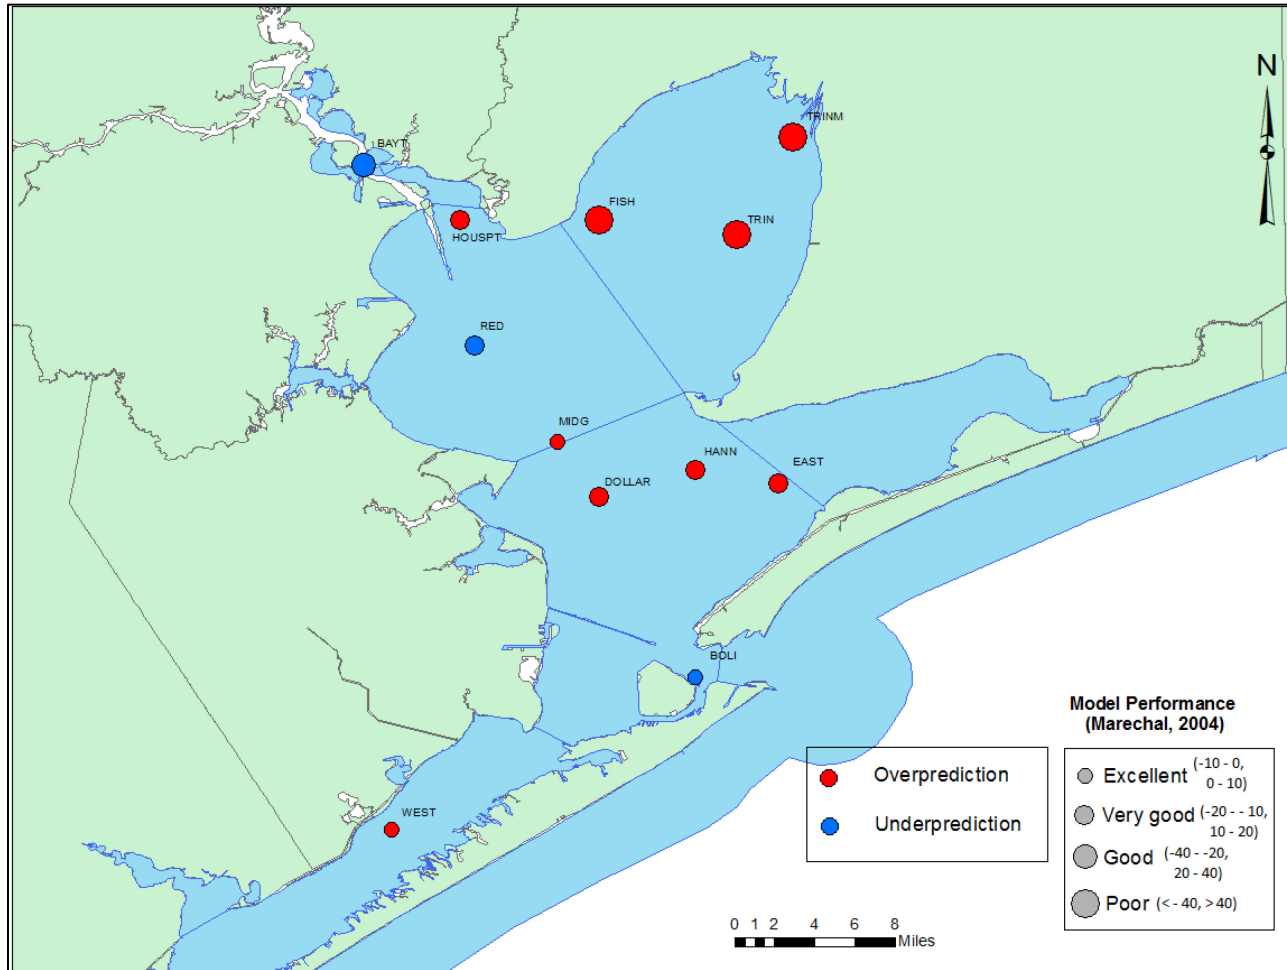 N
TRINM
BAYT
FISH
TRIN
HOUSPT
RED
MIDG
HANN
EAST
DOLLAR
BOLI
WEST
Overprediction
Underprediction
Model Performance
(Marechal, 2004)
Excellent (-10 - 0,
0 - 10)
Very good (-20 - - 10,
10 - 20)
Good (-40 - -20,
20 - 40)
Poor (< - 40, >40)
0 1 2 4 6 8
Miles